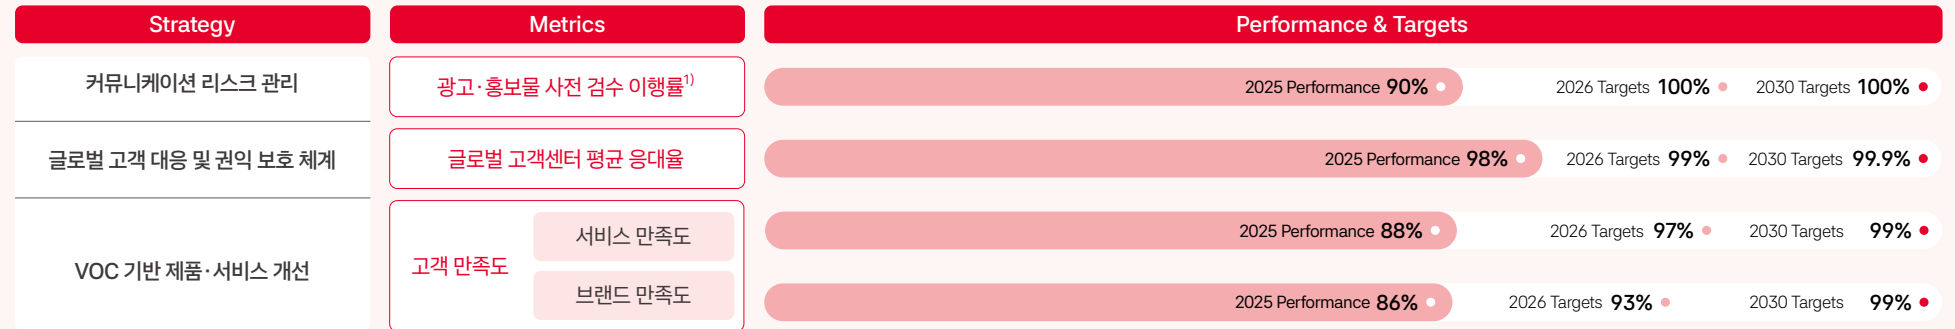 Strategy
Metrics
Performance & Targets
커뮤니케이션 리스크 관리
광고·홍보물 사전 검수 이행률1)
2025 Performance 90%
2026 Targets 100%
2030 Targets 100%
글로벌 고객 대응 및 권익 보호 체계
글로벌 고객센터 평균 응대율
2025 Performance 98%
2026 Targets 99%
2030 Targets 99.9%
VOC 기반 제품·서비스 개선
고객 만족도
서비스 만족도
2025 Performance 88%
2026 Targets 97%
2030 Targets 99%
브랜드 만족도
2025 Performance 86%
2026 Targets 93%
2030 Targets 99%